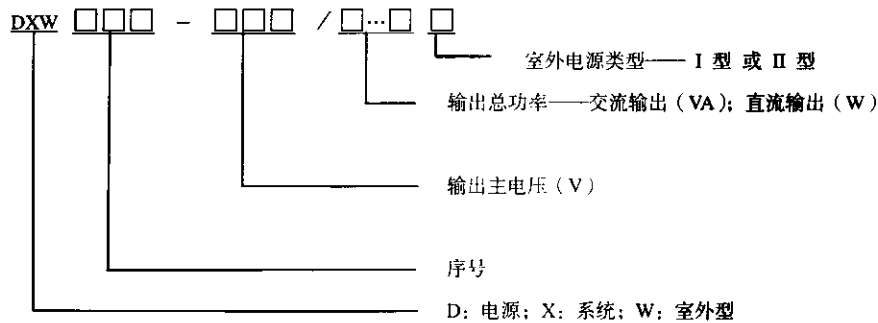 DXW □□□ - □□□ / □…□ □
室外电源类型—— I 型 或 II 型
输出总功率——交流输出（VA）；直流输出（W）
输出主电压（V）
序号
D：电源；X：系统；W：室外型